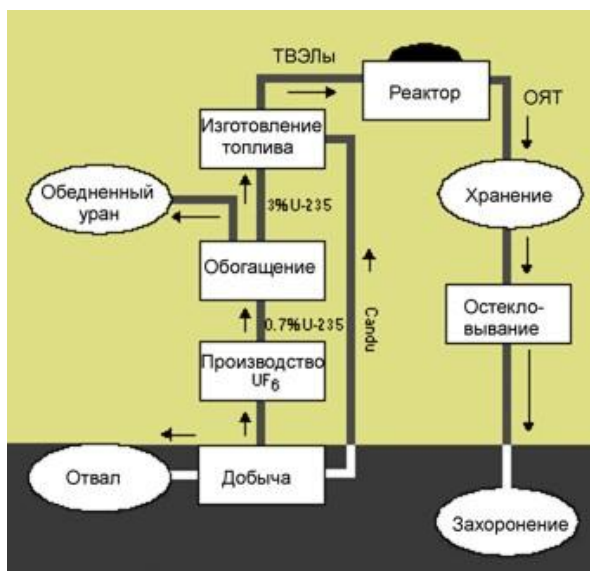 ТВЭЛы
Реактор
ОЯТ
Изготовление
топлива
Обедненный
уран
3%U-235
Хранение
Обогащение
Candu
0.7%U-235
Остекло-
вывание
Производство
UF6
Отвал
Добыча
Захоронение